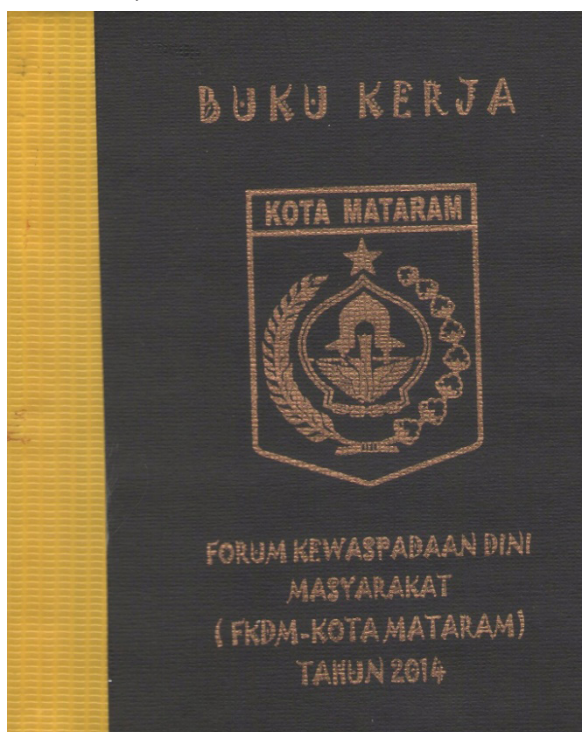 BUKU KERJA
KOTA MATARAM
FORUM KEWASPADAAN DINI
MASYARAKAT
( FKDM-KOTA MATARAM)
TAHUN 2014